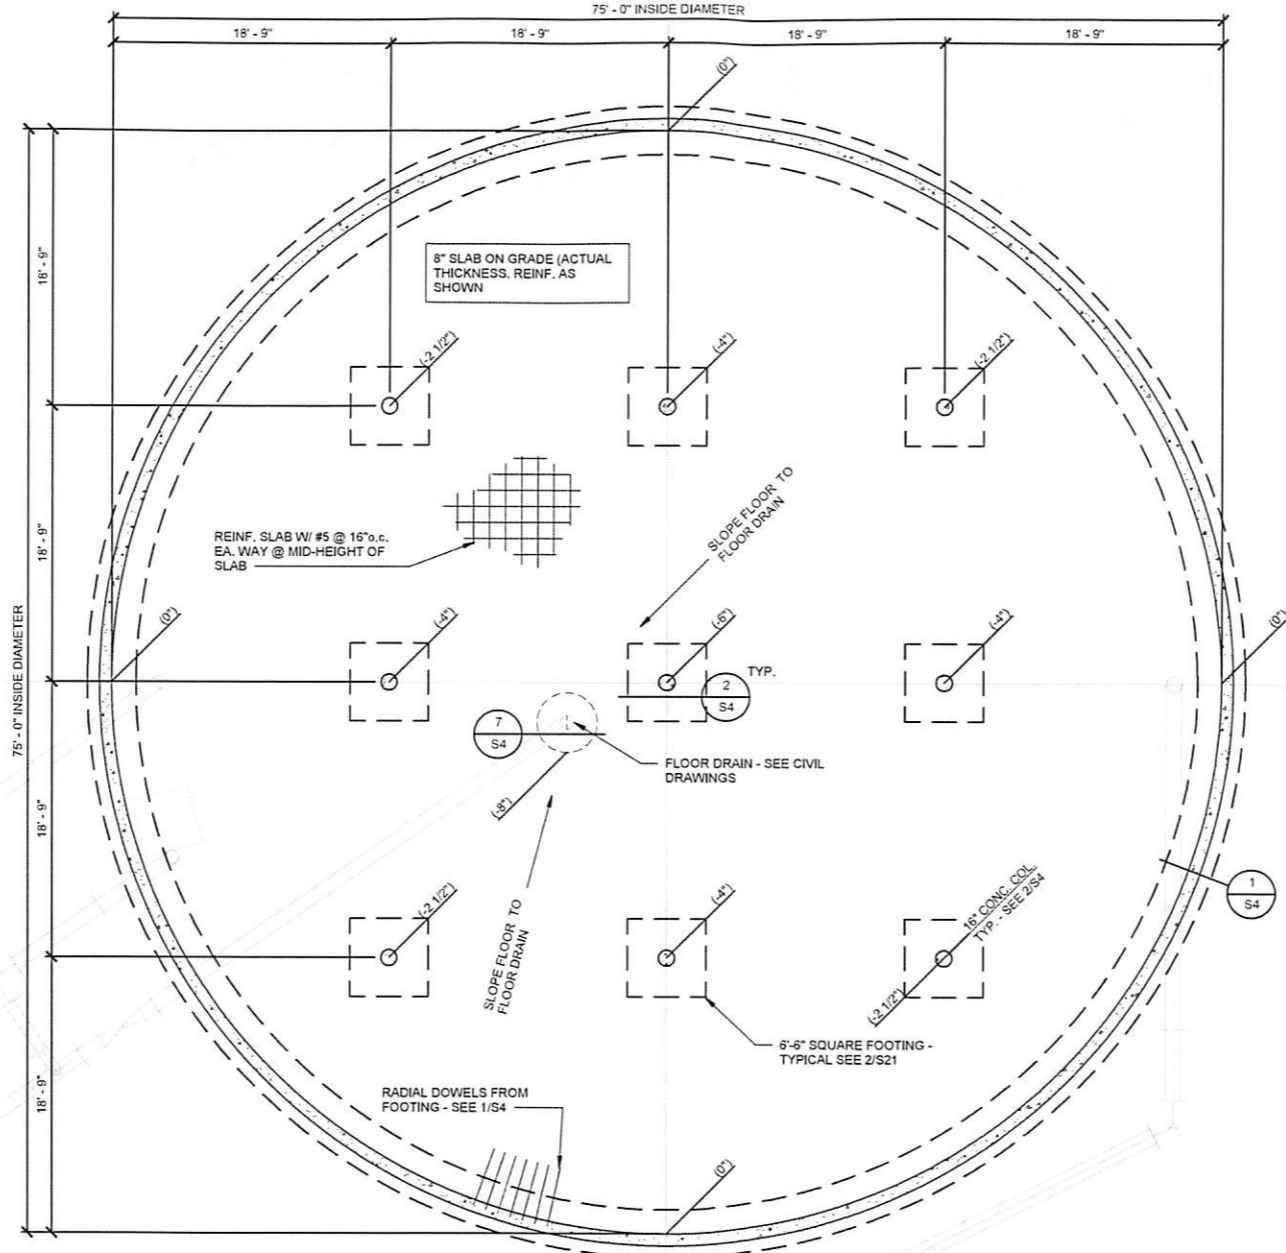 75' - 0" INSIDE DIAMETER
18' - 9"
18' - 9"
18' - 9"
18' - 9"
(0")
18' - 9"
8" SLAB ON GRADE (ACTUAL
THICKNESS. REINF. AS
SHOWN
(-2 1/2")
(-4")
(-2 1/2")
18' - 9"
REINF. SLAB W/ #5 @ 16"o.c.
EA. WAY @ MID-HEIGHT OF
SLAB
SLOPE FLOOR TO
FLOOR DRAIN
75' - 0" INSIDE DIAMETER
(0")
(-4")
(-6")
(-4")
(0")
TYP.
2
S4
7
S4
FLOOR DRAIN - SEE CIVIL
DRAWINGS
(-8")
18' - 9"
SLOPE FLOOR TO
FLOOR DRAIN
(-2 1/2")
(-4")
16" CONC. COL.
TYP. - SEE 2/S4
1
S4
(-2 1/2")
6'-6" SQUARE FOOTING -
TYPICAL SEE 2/S21
18' - 9"
RADIAL DOWELS FROM
FOOTING - SEE 1/S4
(0")